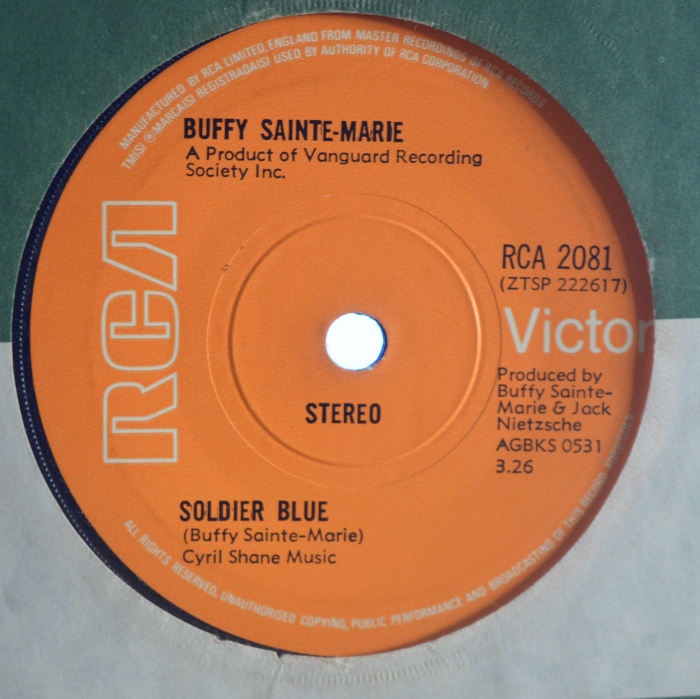 MANUFACTURED BY RCA LIMITED, ENGLAND FROM MASTER RECORDINGS OF RCA RECORDS
TM(S) ® MARCA(S) REGISTRADA(S) USED BY AUTHORITY OF RCA CORPORATION
BUFFY SAINTE-MARIE
A Product of Vanguard Recording
Society Inc.
RCA
RCA 2081
(ZTSP 222617)
Victor
Produced by
Buffy Sainte-
Marie & Jack
Nietzsche
AGBKS 0531
3.26
STEREO
SOLDIER BLUE
(Buffy Sainte-Marie)
Cyril Shane Music
ALL RIGHTS RESERVED, UNAUTHORISED COPYING, PUBLIC PERFORMANCE AND BROADCASTING OF THIS RECORD